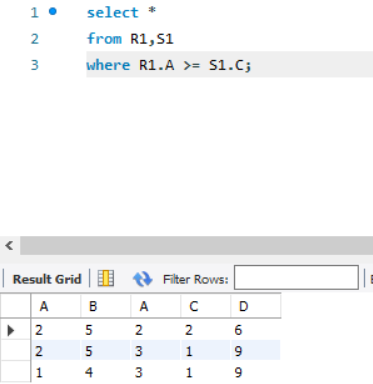 1 select *
2 from R1,S1
3 where R1.A >= S1.C;
Result Grid Filter Rows:
A B A C D
2 5 2 2 6
2 5 3 1 9
1 4 3 1 9